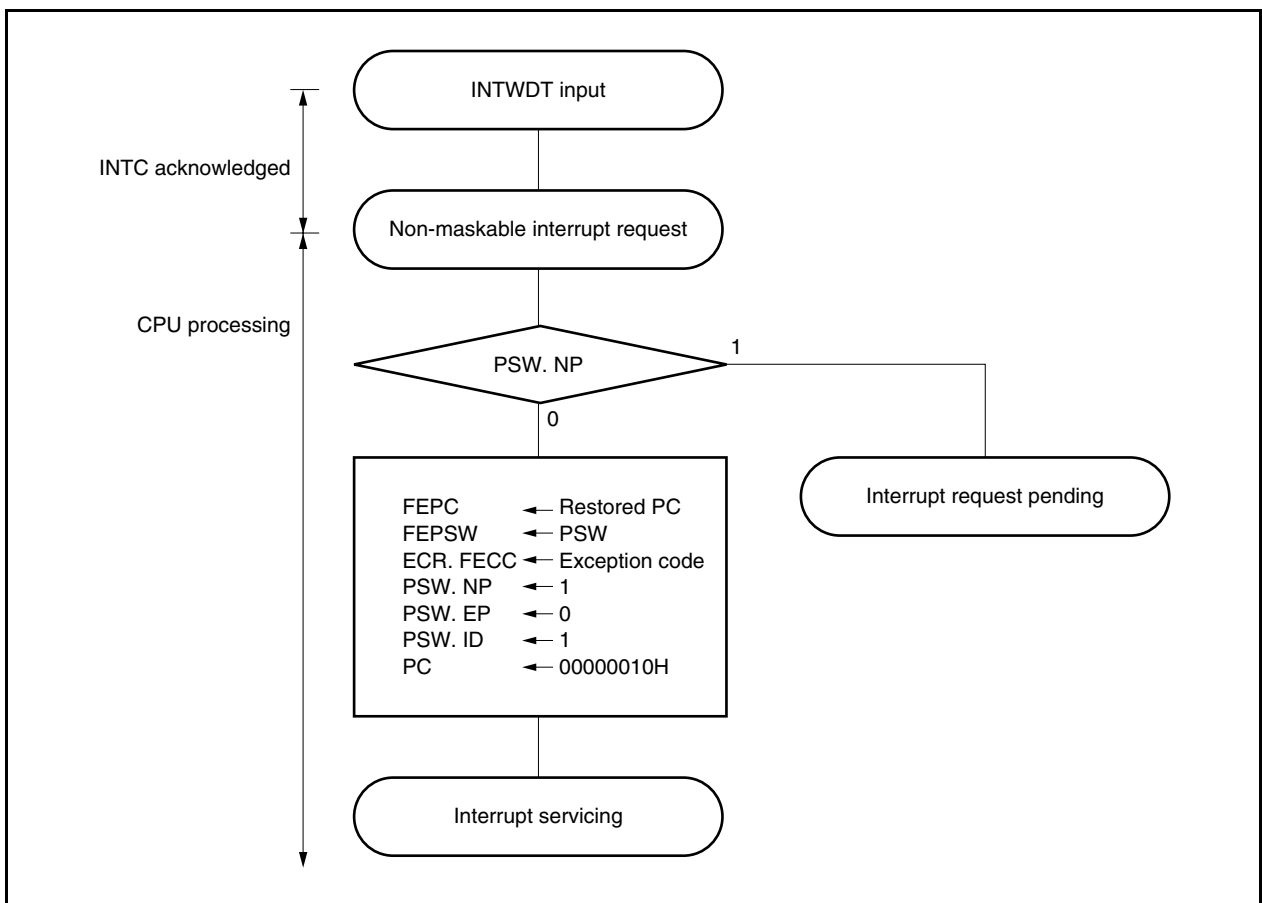 INTWDT input
INTC acknowledged
Non-maskable interrupt request
CPU processing
PSW. NP
1
0
FEPC ← Restored PC
FEPSW ← PSW
ECR. FECC ← Exception code
PSW. NP ← 1
PSW. EP ← 0
PSW. ID ← 1
PC ← 00000010H
Interrupt request pending
Interrupt servicing